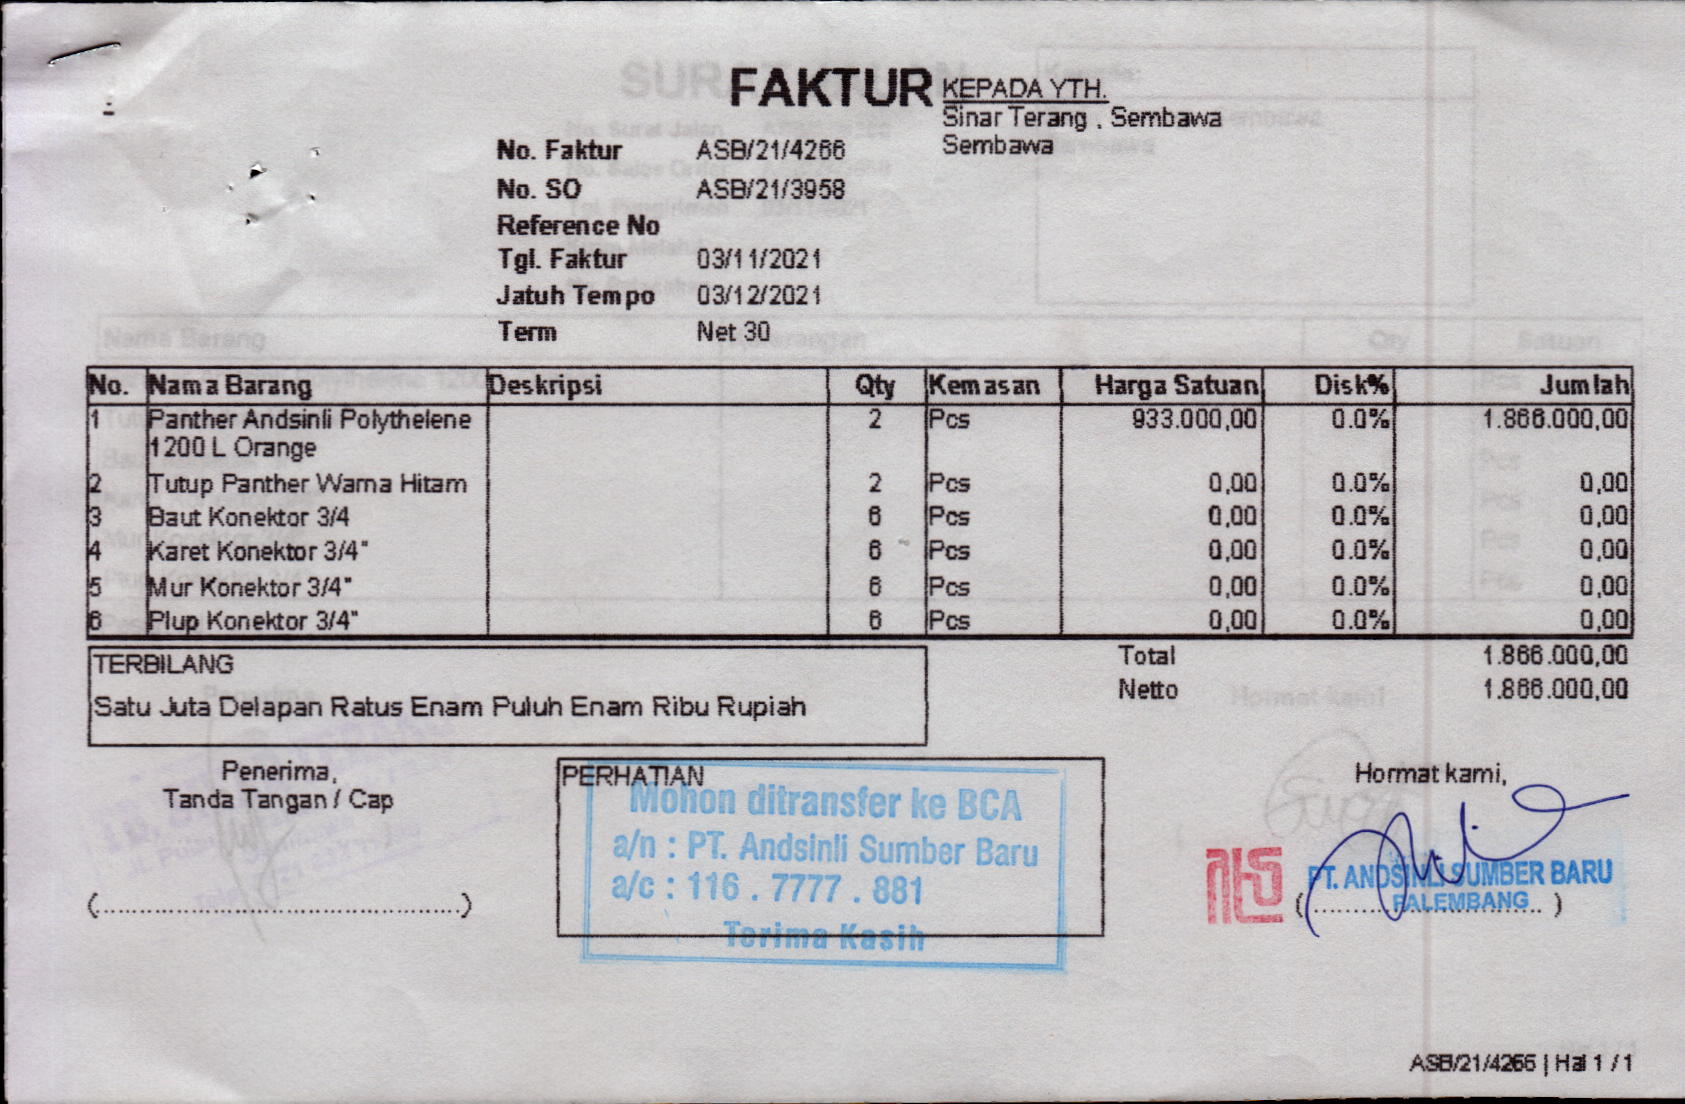 FAKTUR
KEPADA YTH.
Sinar Terang , Sembawa
Sembawa
No. Faktur ASB/21/4266
No. SO ASB/21/3958
Reference No
Tgl. Faktur 03/11/2021
Jatuh Tempo 03/12/2021
Term Net 30
No. Nama Barang Deskripsi Qty Kemasan Harga Satuan Disk% Jumlah
1 Panther Andsinli Polythelene 2 Pcs 933.000,00 0.0% 1.866.000,00
1200 L Orange
2 Tutup Panther Warna Hitam 2 Pcs 0,00 0.0% 0,00
3 Baut Konektor 3/4 6 Pcs 0,00 0.0% 0,00
4 Karet Konektor 3/4" 6 Pcs 0,00 0.0% 0,00
5 Mur Konektor 3/4" 6 Pcs 0,00 0.0% 0,00
6 Plup Konektor 3/4" 6 Pcs 0,00 0.0% 0,00
TERBILANG
Satu Juta Delapan Ratus Enam Puluh Enam Ribu Rupiah
Total 1.866.000,00
Netto 1.866.000,00
Penerima,
Tanda Tangan / Cap
(................................................)
PERHATIAN
Mohon ditransfer ke BCA
a/n : PT. Andsinli Sumber Baru
a/c : 116 . 7777 . 881
Terima Kasih
Hormat kami,
PT. ANDSINLI SUMBER BARU
PALEMBANG
(................................)
ASB/21/4266 | Hal 1 / 1